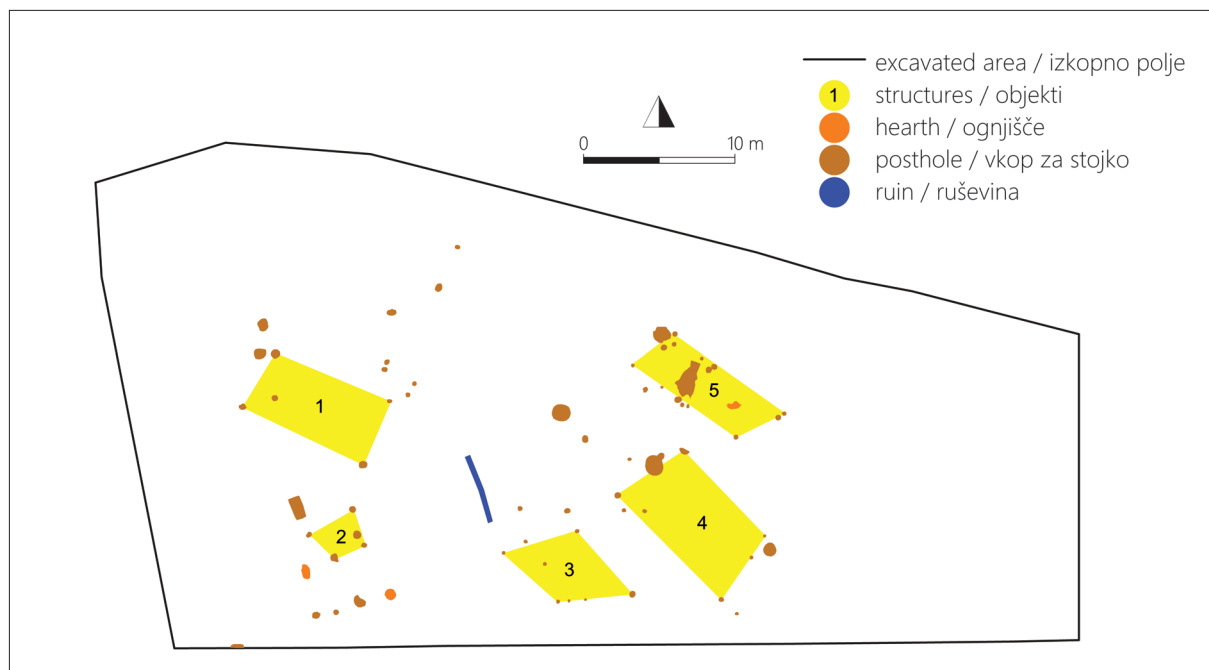 excavated area / izkopno polje
1 structures / objekti
hearth / ognjišče
0 10 m
posthole / vkop za stojko
ruin / ruševina
5
1
4
2
3